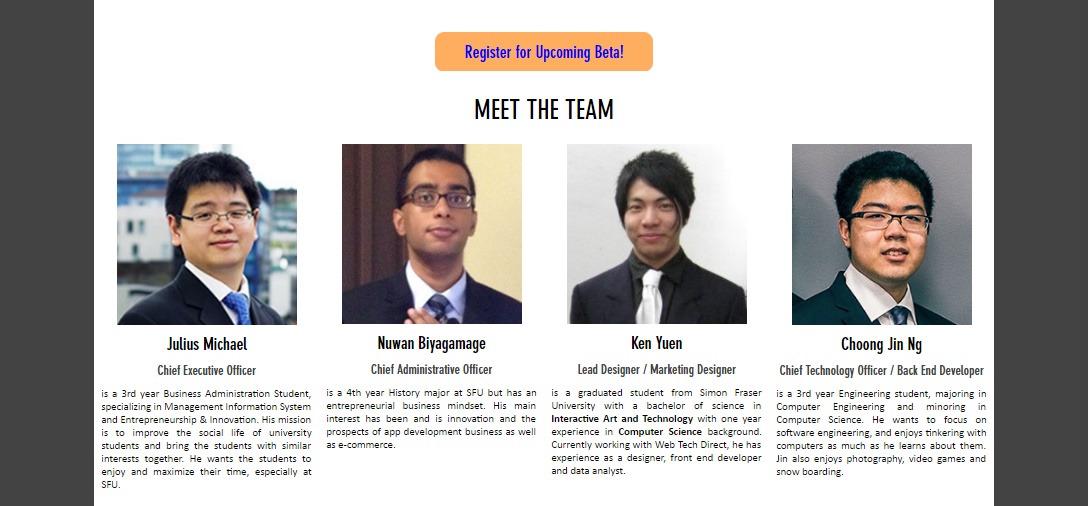 Register for Upcoming Beta!
MEET THE TEAM
Julius Michael
Chief Executive Officer
is a 3rd year Business Administration Student,
specializing in Management Information System
and Entrepreneurship & Innovation. His mission
is to improve the social life of university
students and bring the students with similar
interests together. He wants the students to
enjoy and maximize their time, especially at
SFU.
Nuwan Biyagamage
Chief Administrative Officer
is a 4th year History major at SFU but has an
entrepreneurial business mindset. His main
interest has been and is innovation and the
prospects of app development business as well
as e-commerce.
Ken Yuen
Lead Designer / Marketing Designer
is a graduated student from Simon Fraser
University with a bachelor of science in
Interactive Art and Technology with one year
experience in Computer Science background.
Currently working with Web Tech Direct, he has
experience as a designer, front end developer
and data analyst.
Choong Jin Ng
Chief Technology Officer / Back End Developer
is a 3rd year Engineering student, majoring in
Computer Engineering and minoring in
Computer Science. He wants to focus on
software engineering, and enjoys tinkering with
computers as much as he learns about them.
Jin also enjoys photography, video games and
snow boarding.